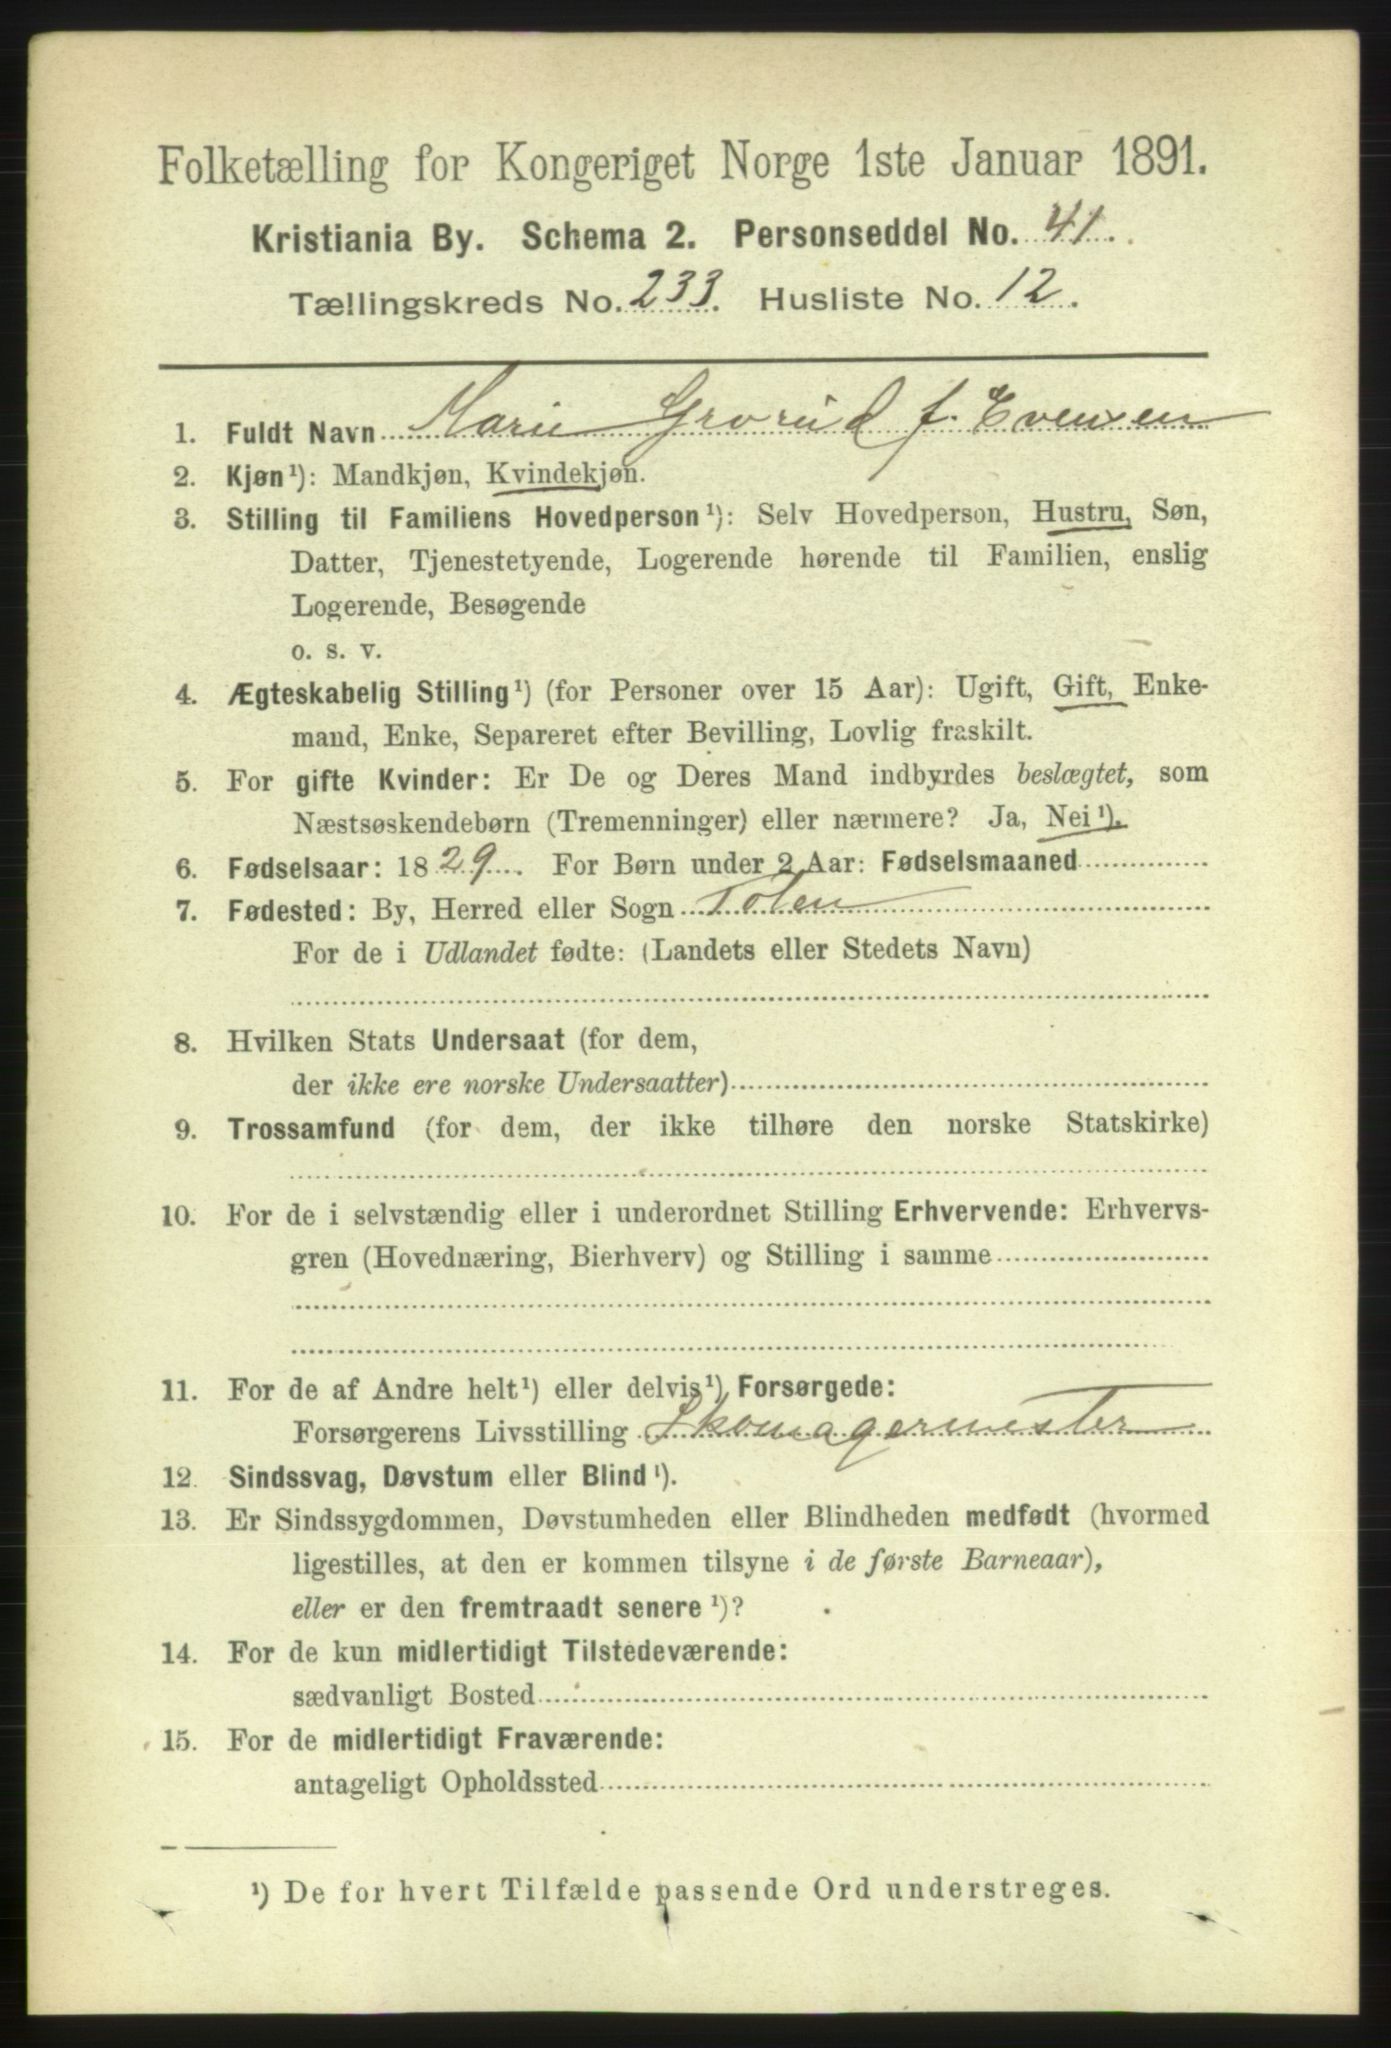 Folketælling for Kongeriget Norge 1ste Januar 1891.
Kristiania By. Schema 2. Personseddel No. 41.
Tællingskreds No. 233. Husliste No. 12.
1. Fuldt Navn Marie Grorud f. Evensen
2. Kjøn¹): Mandkjøn, Kvindekjøn.
3. Stilling til Familiens Hovedperson¹): Selv Hovedperson, Hustru, Søn,
Datter, Tjenestetyende, Logerende hørende til Familien, enslig
Logerende, Besøgende
o. s. v.
4. Ægteskabelig Stilling¹) (for Personer over 15 Aar): Ugift, Gift, Enke-
mand, Enke, Separeret efter Bevilling, Lovlig fraskilt.
5. For gifte Kvinder: Er De og Deres Mand indbyrdes beslægtet, som
Næstsøskendebørn (Tremenninger) eller nærmere? Ja, Nei¹).
6. Fødselsaar: 1829. For Børn under 2 Aar: Fødselsmaaned
7. Fødested: By, Herred eller Sogn Toten
For de i Udlandet fødte: (Landets eller Stedets Navn)
8. Hvilken Stats Undersaat (for dem,
der ikke ere norske Undersaatter)
9. Trossamfund (for dem, der ikke tilhøre den norske Statskirke)
10. For de i selvstændig eller i underordnet Stilling Erhvervende: Erhvervs-
gren (Hovednæring, Bierhverv) og Stilling i samme
11. For de af Andre helt¹) eller delvis¹) Forsørgede:
Forsørgerens Livsstilling Skomagermester
12. Sindssvag, Døvstum eller Blind¹).
13. Er Sindssygdommen, Døvstumheden eller Blindheden medfødt (hvormed
ligestilles, at den er kommen tilsyne i de første Barneaar),
eller er den fremtraadt senere¹)?
14. For de kun midlertidigt Tilstedeværende:
sædvanligt Bosted
15. For de midlertidigt Fraværende:
antageligt Opholdssted
¹) De for hvert Tilfælde passende Ord understreges.